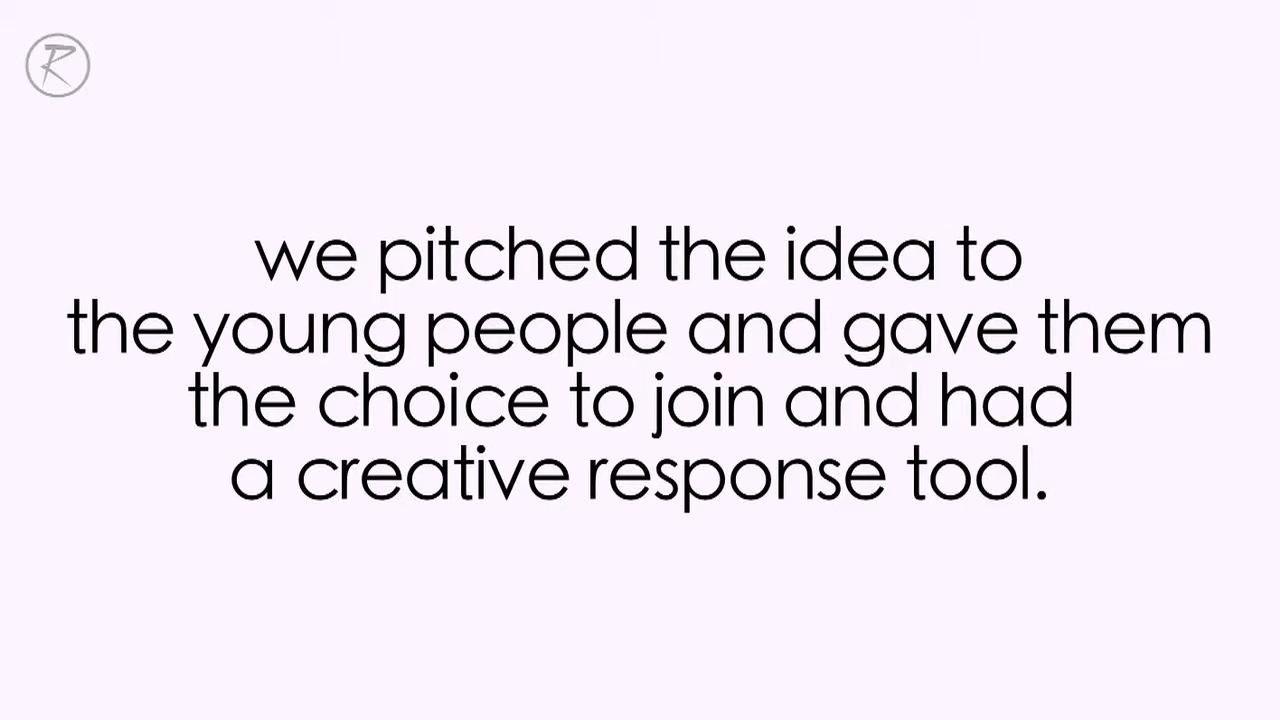 R
we pitched the idea to
the young people and gave them
the choice to join and had
a creative response tool.